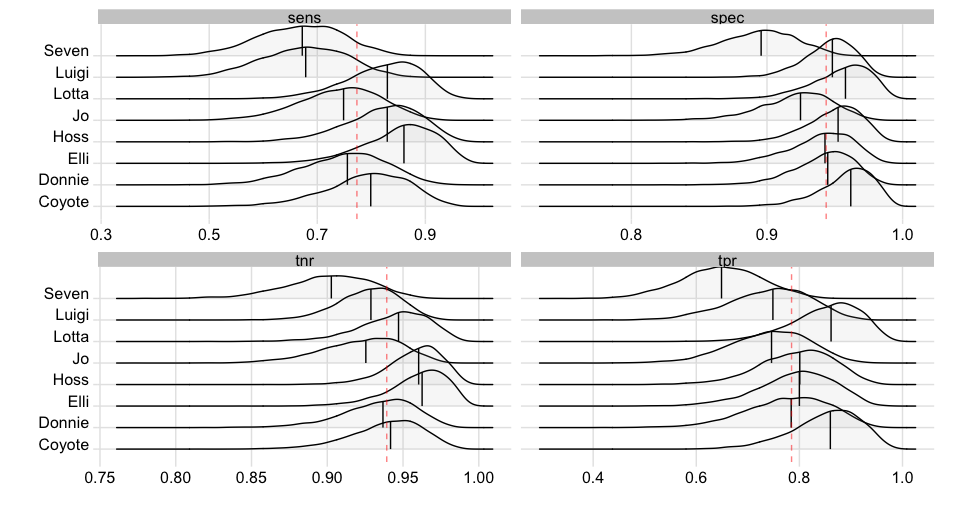 sens spec
Seven
Luigi
Lotta
Jo
Hoss
Elli
Donnie
Coyote
0.3 0.5 0.7 0.9 0.8 0.9 1.0
tnr tpr
Seven
Luigi
Lotta
Jo
Hoss
Elli
Donnie
Coyote
0.75 0.80 0.85 0.90 0.95 1.00 0.4 0.6 0.8 1.0